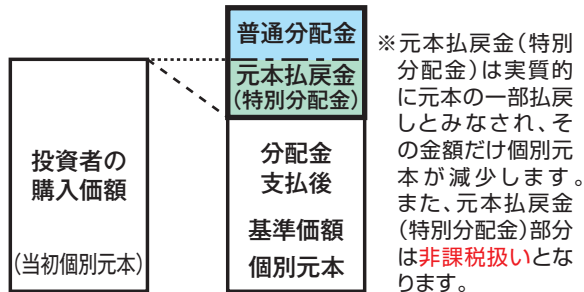 普通分配金
元本払戻金
(特別分配金)
投資者の
購入価額
(当初個別元本)
分配金
支払後
基準価額
個別元本
※元本払戻金(特別
分配金)は実質的
に元本の一部払戻
しとみなされ、そ
の金額だけ個別元
本が減少します。
また、元本払戻金
(特別分配金)部分
は非課税扱いとな
ります。